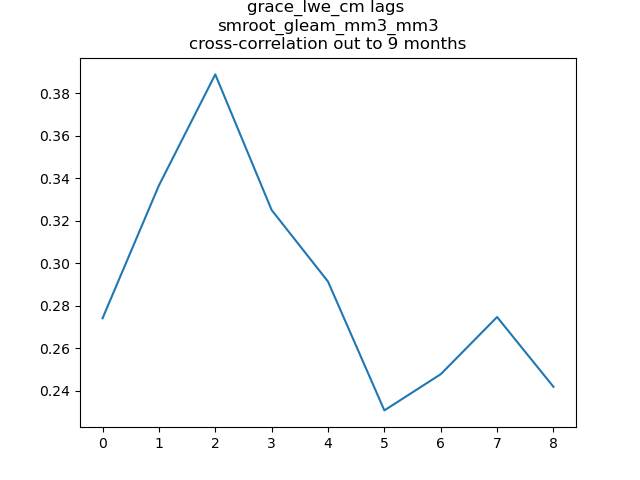 grace_lwe_cm lags
smroot_gleam_mm3_mm3
cross-correlation out to 9 months
0.38
0.36
0.34
0.32
0.30
0.28
0.26
0.24
0 1 2 3 4 5 6 7 8